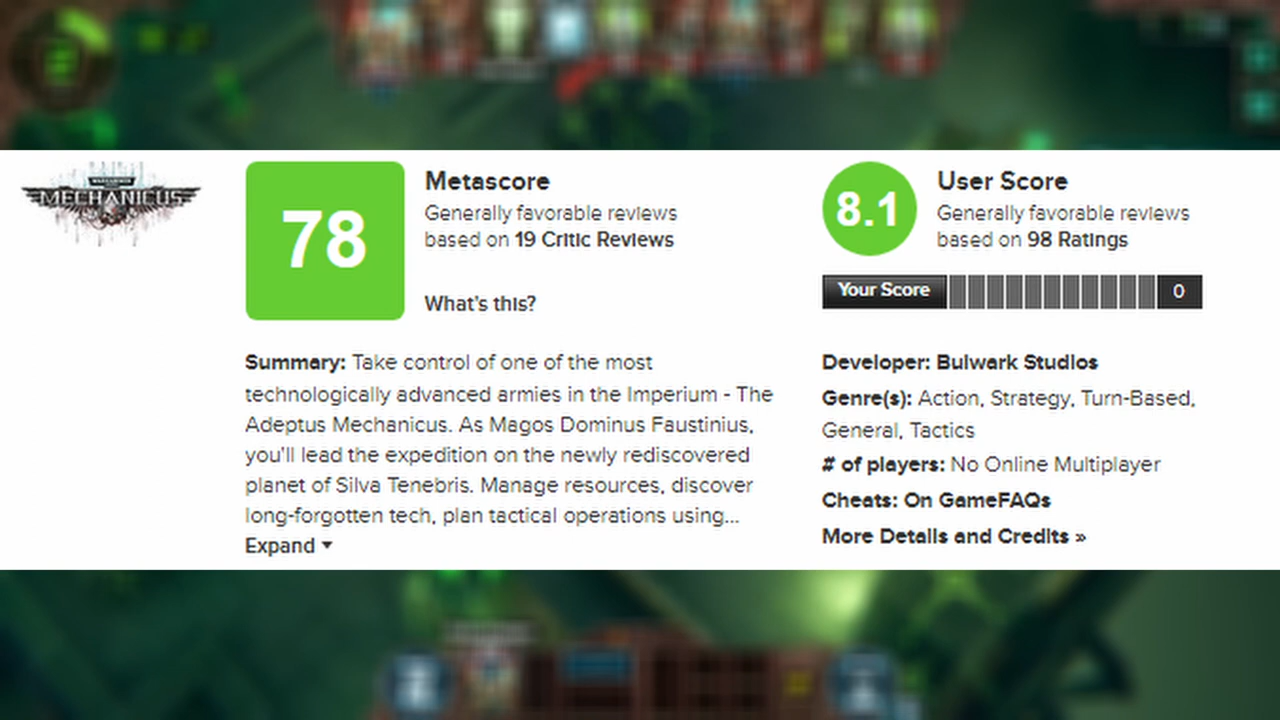 WARHAMMER
MECHANICUS
78
Metascore
Generally favorable reviews
based on 19 Critic Reviews
What's this?
Summary: Take control of one of the most
technologically advanced armies in the Imperium - The
Adeptus Mechanicus. As Magos Dominus Faustinius,
you'll lead the expedition on the newly rediscovered
planet of Silva Tenebris. Manage resources, discover
long-forgotten tech, plan tactical operations using...
Expand
8.1
User Score
Generally favorable reviews
based on 98 Ratings
Your Score 0
Developer: Bulwark Studios
Genre(s): Action, Strategy, Turn-Based,
General, Tactics
# of players: No Online Multiplayer
Cheats: On GameFAQs
More Details and Credits »